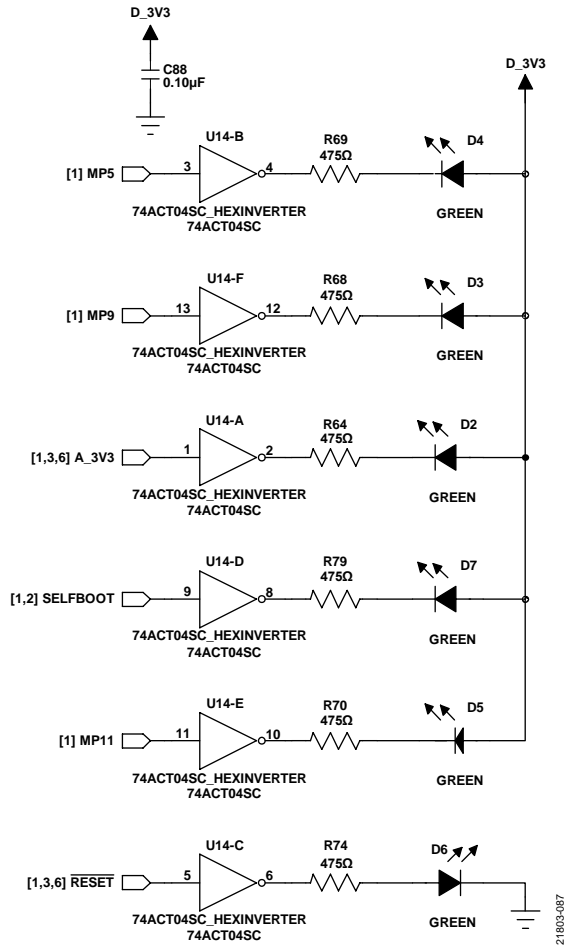 D_3V3
C88
0.10µF
D_3V3
U14-B
R69
475Ω
D4
[1] MP5
3
4
74ACT04SC_HEXINVERTER
74ACT04SC
GREEN
U14-F
R68
475Ω
D3
[1] MP9
13
12
74ACT04SC_HEXINVERTER
74ACT04SC
GREEN
U14-A
R64
475Ω
D2
[1,3,6] A_3V3
1
2
74ACT04SC_HEXINVERTER
74ACT04SC
GREEN
U14-D
R79
475Ω
D7
[1,2] SELFBOOT
9
8
74ACT04SC_HEXINVERTER
74ACT04SC
GREEN
U14-E
R70
475Ω
D5
[1] MP11
11
10
74ACT04SC_HEXINVERTER
74ACT04SC
GREEN
U14-C
R74
475Ω
D6
[1,3,6] RESET
5
6
74ACT04SC_HEXINVERTER
74ACT04SC
GREEN
21803-087